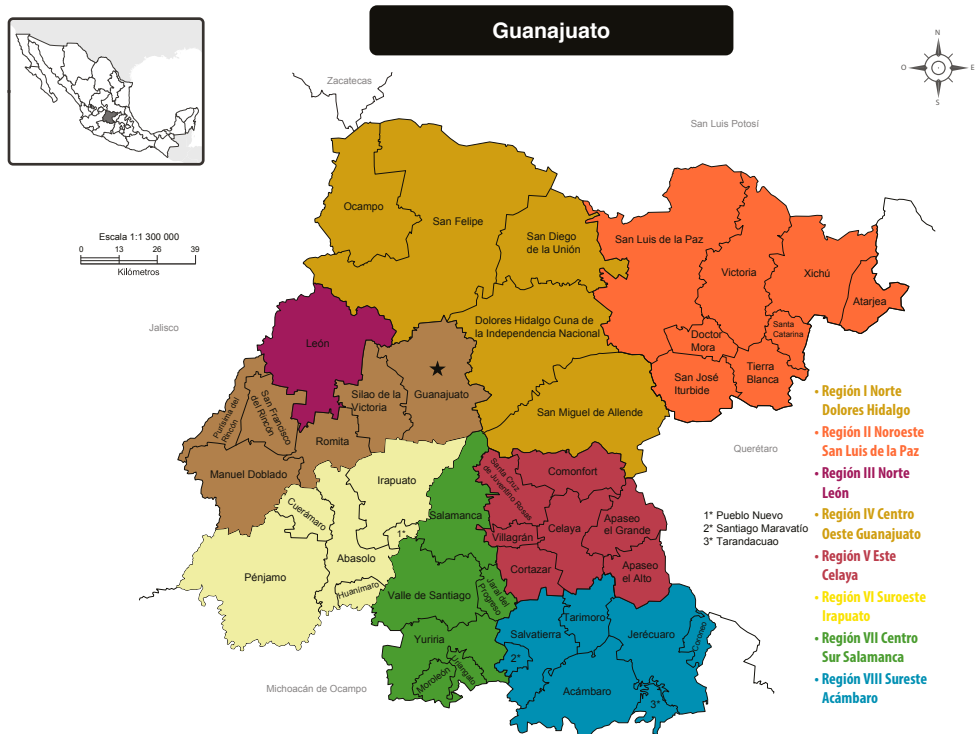 Guanajuato
Zacatecas
San Luis Potosí
N
O
E
S
Escala 1:1 300 000
0 13 26 39
Kilómetros
Jalisco
Querétaro
Michoacán de Ocampo
Ocampo
San Felipe
San Diego
de la Unión
Dolores Hidalgo Cuna de
la Independencia Nacional
San Miguel de Allende
San Luis de la Paz
Victoria
Xichú
Atarjea
Santa
Catarina
Doctor
Mora
Tierra
Blanca
San José
Iturbide
León
Guanajuato
Silao de la
Victoria
Romita
San Francisco
del Rincón
Purísima del
Rincón
Manuel Doblado
Irapuato
Cuerámaro
Abasolo
1*
Pénjamo
Huanímaro
Salamanca
Valle de Santiago
Jaral del
Progreso
Yuriria
Moroleón
Uriangato
Santa Cruz
de Juventino Rosas
Comonfort
Villagrán
Celaya
Apaseo
el Grande
Cortazar
Apaseo
el Alto
Salvatierra
Tarimoro
Jerécuaro
Coroneo
2*
Acámbaro
3*
1* Pueblo Nuevo
2* Santiago Maravatío
3* Tarandacuao
• Región I Norte
Dolores Hidalgo
• Región II Noroeste
San Luis de la Paz
• Región III Norte
León
• Región IV Centro
Oeste Guanajuato
• Región V Este
Celaya
• Región VI Suroeste
Irapuato
• Región VII Centro
Sur Salamanca
• Región VIII Sureste
Acámbaro